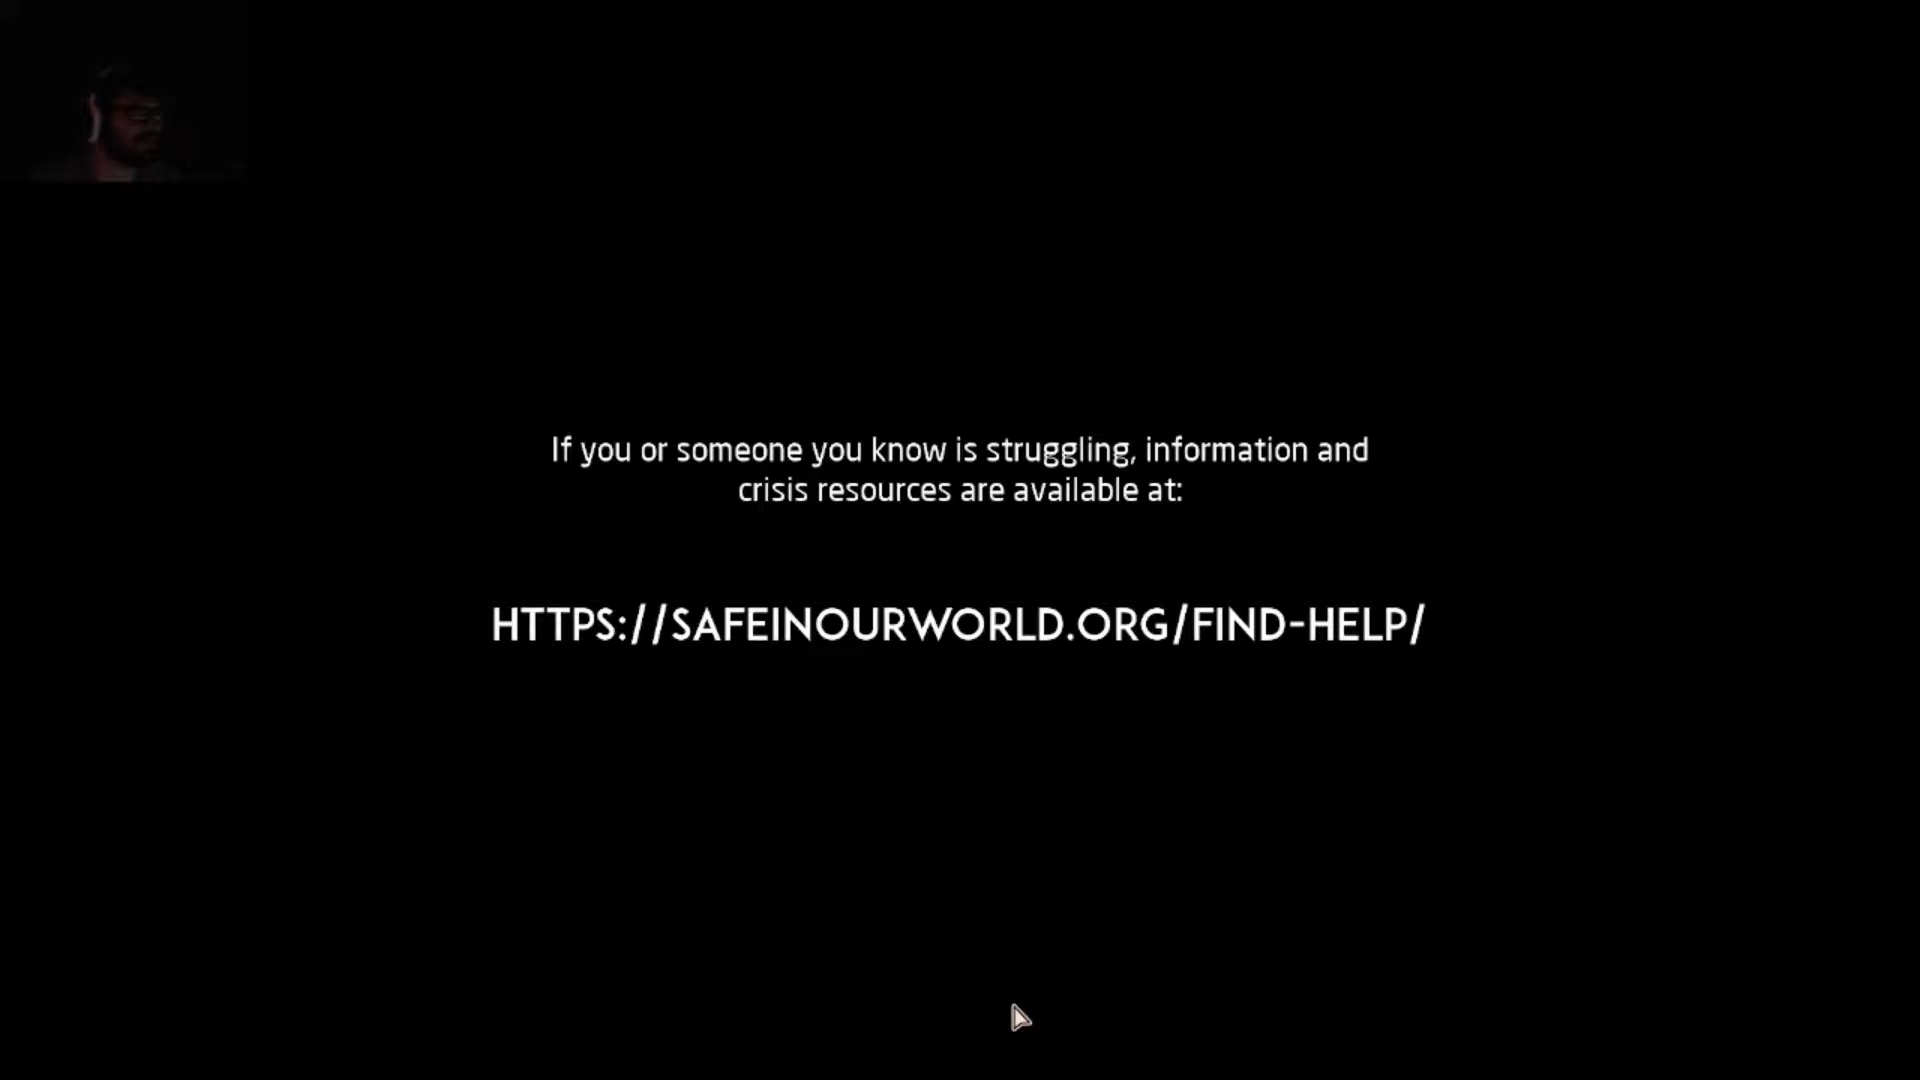 If you or someone you know is struggling, information and
crisis resources are available at:
HTTPS://SAFEINOURWORLD.ORG/FIND-HELP/